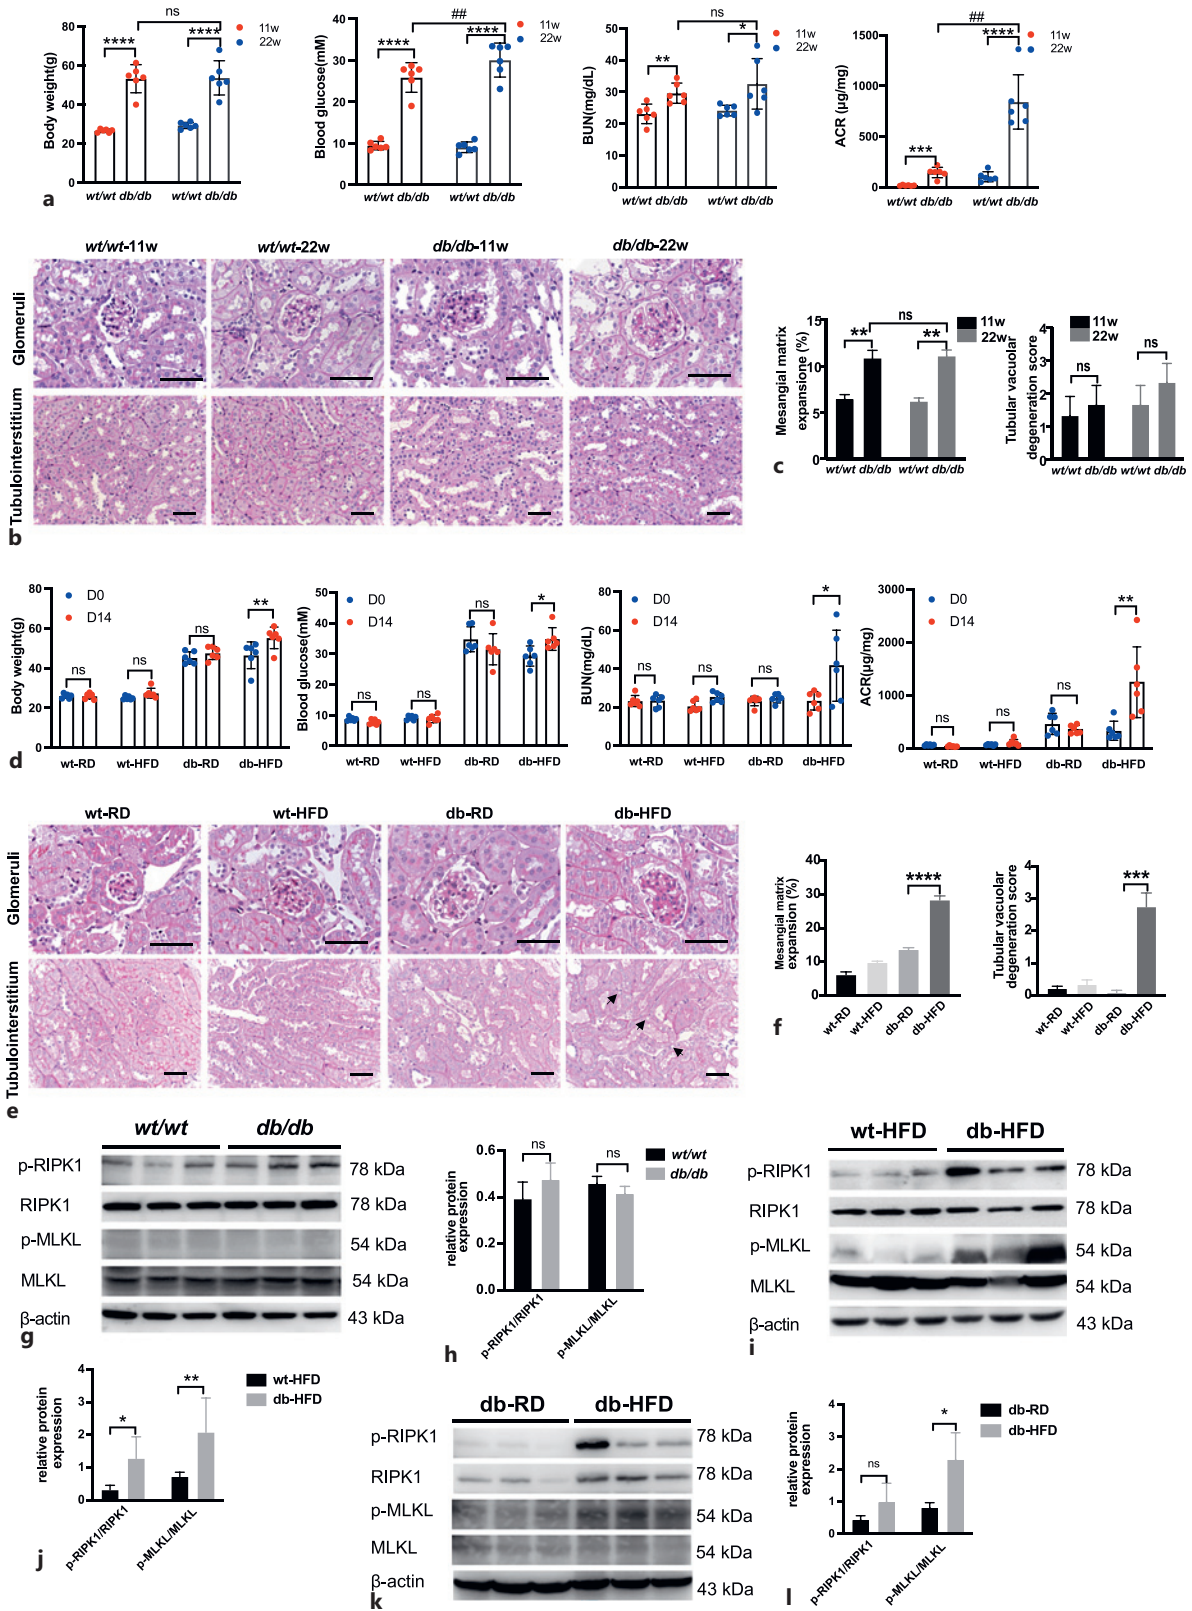 ns
****
****
11w
22w
Body weight(g)
80
60
40
20
0
wt/wt db/db
wt/wt db/db
a
##
****
****
11w
22w
Blood glucose(mM)
40
30
20
10
0
wt/wt db/db
wt/wt db/db
ns
**
*
11w
22w
BUN(mg/dL)
50
40
30
20
10
0
wt/wt db/db
wt/wt db/db
##
***
****
11w
22w
ACR (µg/mg)
1500
1000
500
0
wt/wt db/db
wt/wt db/db
wt/wt-11w
wt/wt-22w
db/db-11w
db/db-22w
Glomeruli
Tubulointerstitium
b
Mesangial matrix
expansione (%)
15
10
5
0
**
ns
**
11w
22w
wt/wt db/db
wt/wt db/db
c
Tubular vacuolar
degeneration score
4
3
2
1
0
ns
ns
11w
22w
wt/wt db/db
wt/wt db/db
Body weight(g)
80
60
40
20
0
D0
D14
ns
ns
ns
**
wt-RD
wt-HFD
db-RD
db-HFD
d
Blood glucose(mM)
40
30
20
10
0
D0
D14
ns
ns
ns
*
wt-RD
wt-HFD
db-RD
db-HFD
BUN(mg/dL)
80
60
40
20
0
D0
D14
ns
ns
ns
*
wt-RD
wt-HFD
db-RD
db-HFD
ACR(µg/mg)
3000
2000
1000
0
D0
D14
ns
ns
ns
**
wt-RD
wt-HFD
db-RD
db-HFD
wt-RD
wt-HFD
db-RD
db-HFD
Glomeruli
Tubulointerstitium
e
Mesangial matrix
expansion (%)
40
30
20
10
0
****
wt-RD
wt-HFD
db-RD
db-HFD
f
Tubular vacuolar
degeneration score
4
3
2
1
0
***
wt-RD
wt-HFD
db-RD
db-HFD
wt/wt
db/db
p-RIPK1
78 kDa
RIPK1
78 kDa
p-MLKL
54 kDa
MLKL
54 kDa
β-actin
43 kDa
g
relative protein
expression
0.6
0.4
0.2
0.0
ns
ns
wt/wt
db/db
p-RIPK1/RIPK1
p-MLKL/MLKL
h
wt-HFD
db-HFD
p-RIPK1
78 kDa
RIPK1
78 kDa
p-MLKL
54 kDa
MLKL
54 kDa
β-actin
43 kDa
i
relative protein
expression
4
3
2
1
0
*
**
wt-HFD
db-HFD
p-RIPK1/RIPK1
p-MLKL/MLKL
j
db-RD
db-HFD
p-RIPK1
78 kDa
RIPK1
78 kDa
p-MLKL
54 kDa
MLKL
54 kDa
β-actin
43 kDa
k
relative protein
expression
4
3
2
1
0
ns
*
db-RD
db-HFD
p-RIPK1/RIPK1
p-MLKL/MLKL
l